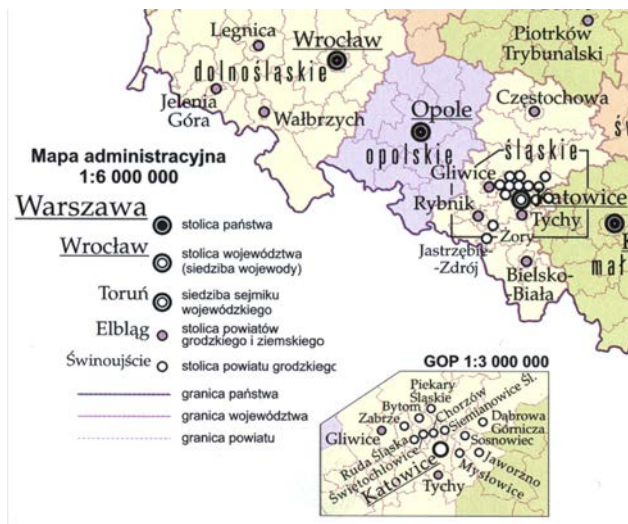 Piotrków
Trybunalski
Legnica
Wrocław
dolnośląskie
Jelenia
Góra
Wałbrzych
Opole
opolskie
Częstochowa
śląskie
Gliwice
Katowice
Rybnik
Tychy
Żory
Jastrzębie-
-Zdrój
Bielsko-
-Biała
Mapa administracyjna
1:6 000 000
Warszawa
stolica państwa
Wrocław
stolica województwa
(siedziba wojewody)
Toruń
siedziba sejmiku
wojewódzkiego
Elbląg
stolica powiatów
grodzkiego i ziemskiego
Świnoujście
stolica powiatu grodzkiego
granica państwa
granica województwa
granica powiatu
GOP 1:3 000 000
Piekary
Śląskie
Bytom
Chorzów
Siemianowice Śl.
Zabrze
Dąbrowa
Górnicza
Gliwice
Sosnowiec
Ruda Śląska
Świętochłowice
Katowice
Jaworzno
Mysłowice
Tychy